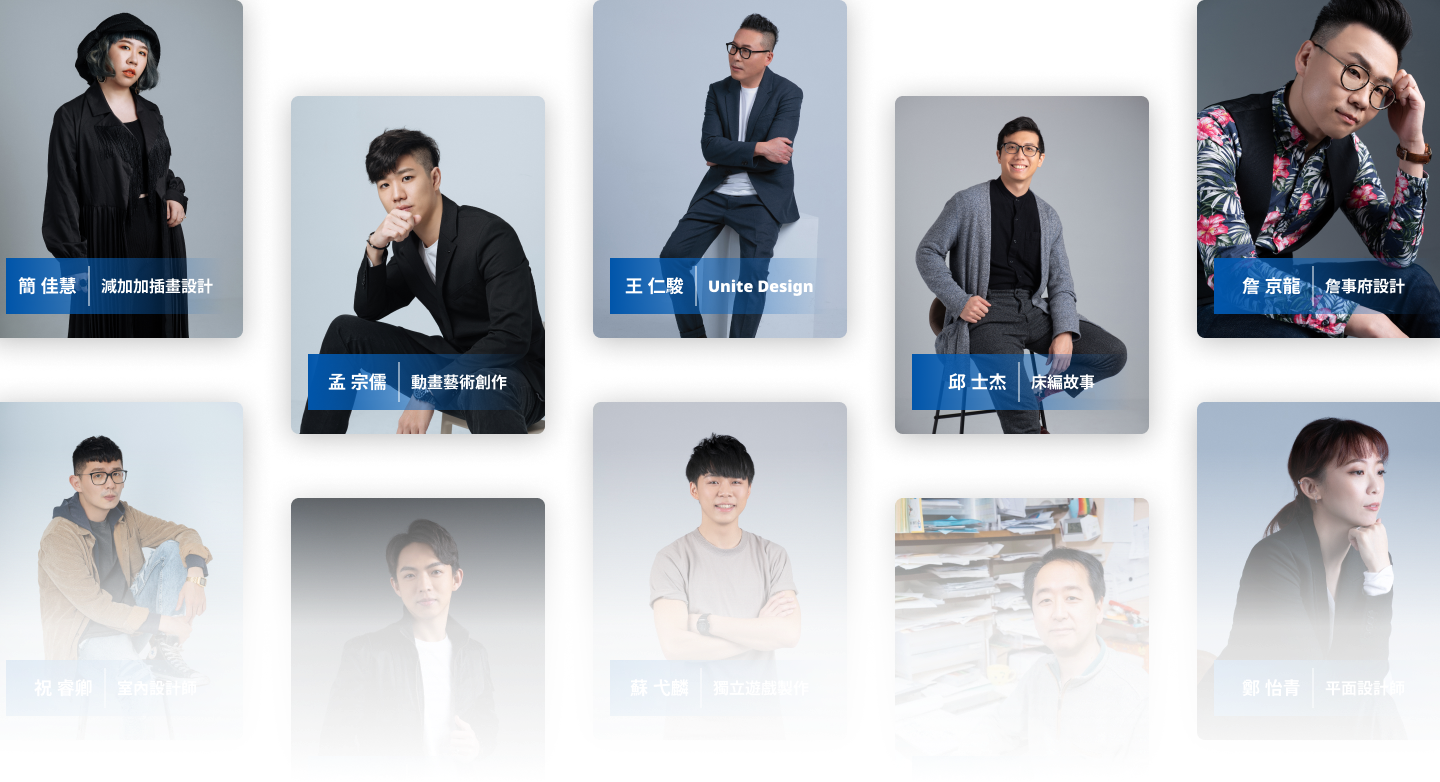 簡 佳慧 減加加插畫設計
王 仁駿 Unite Design
詹 京龍 詹事府設計
孟 宗儒 動畫藝術創作
邱 士杰 床編故事
祝 睿卿 室內設計師
蘇 弋麟 獨立遊戲製作
鄭 怡青 平面設計師